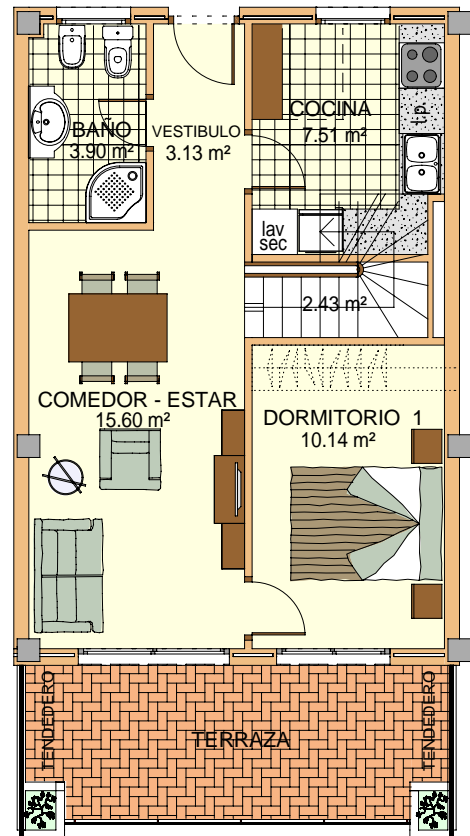 BAÑO
3.90 m²
VESTIBULO
3.13 m²
COCINA
7.51 m²
lav
sec
2.43 m²
COMEDOR - ESTAR
15.60 m²
DORMITORIO 1
10.14 m²
TENDEDERO
TERRAZA
TENDEDERO